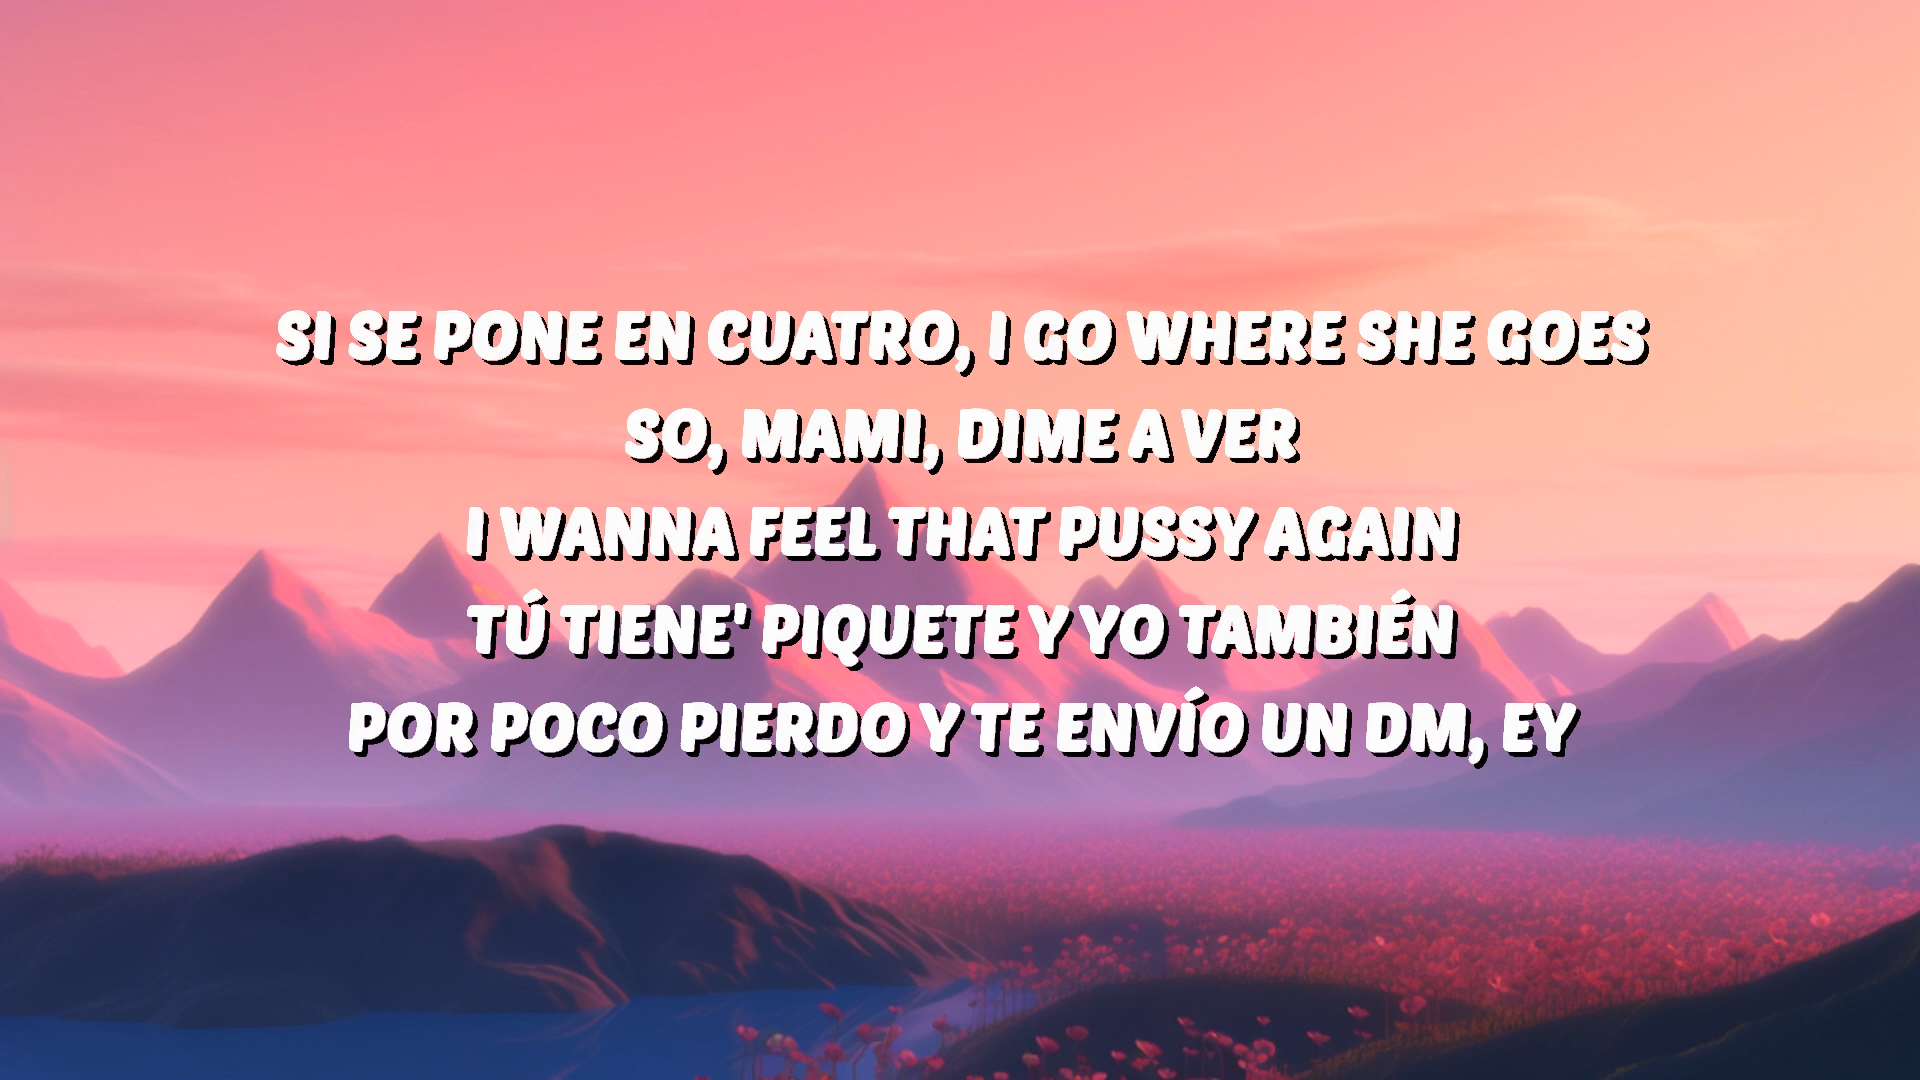 SI SE PONE EN CUATRO, I GO WHERE SHE GOES
SO, MAMI, DIME A VER
I WANNA FEEL THAT PUSSY AGAIN
TÚ TIENE' PIQUETE Y YO TAMBIÉN
POR POCO PIERDO Y TE ENVÍO UN DM, EY